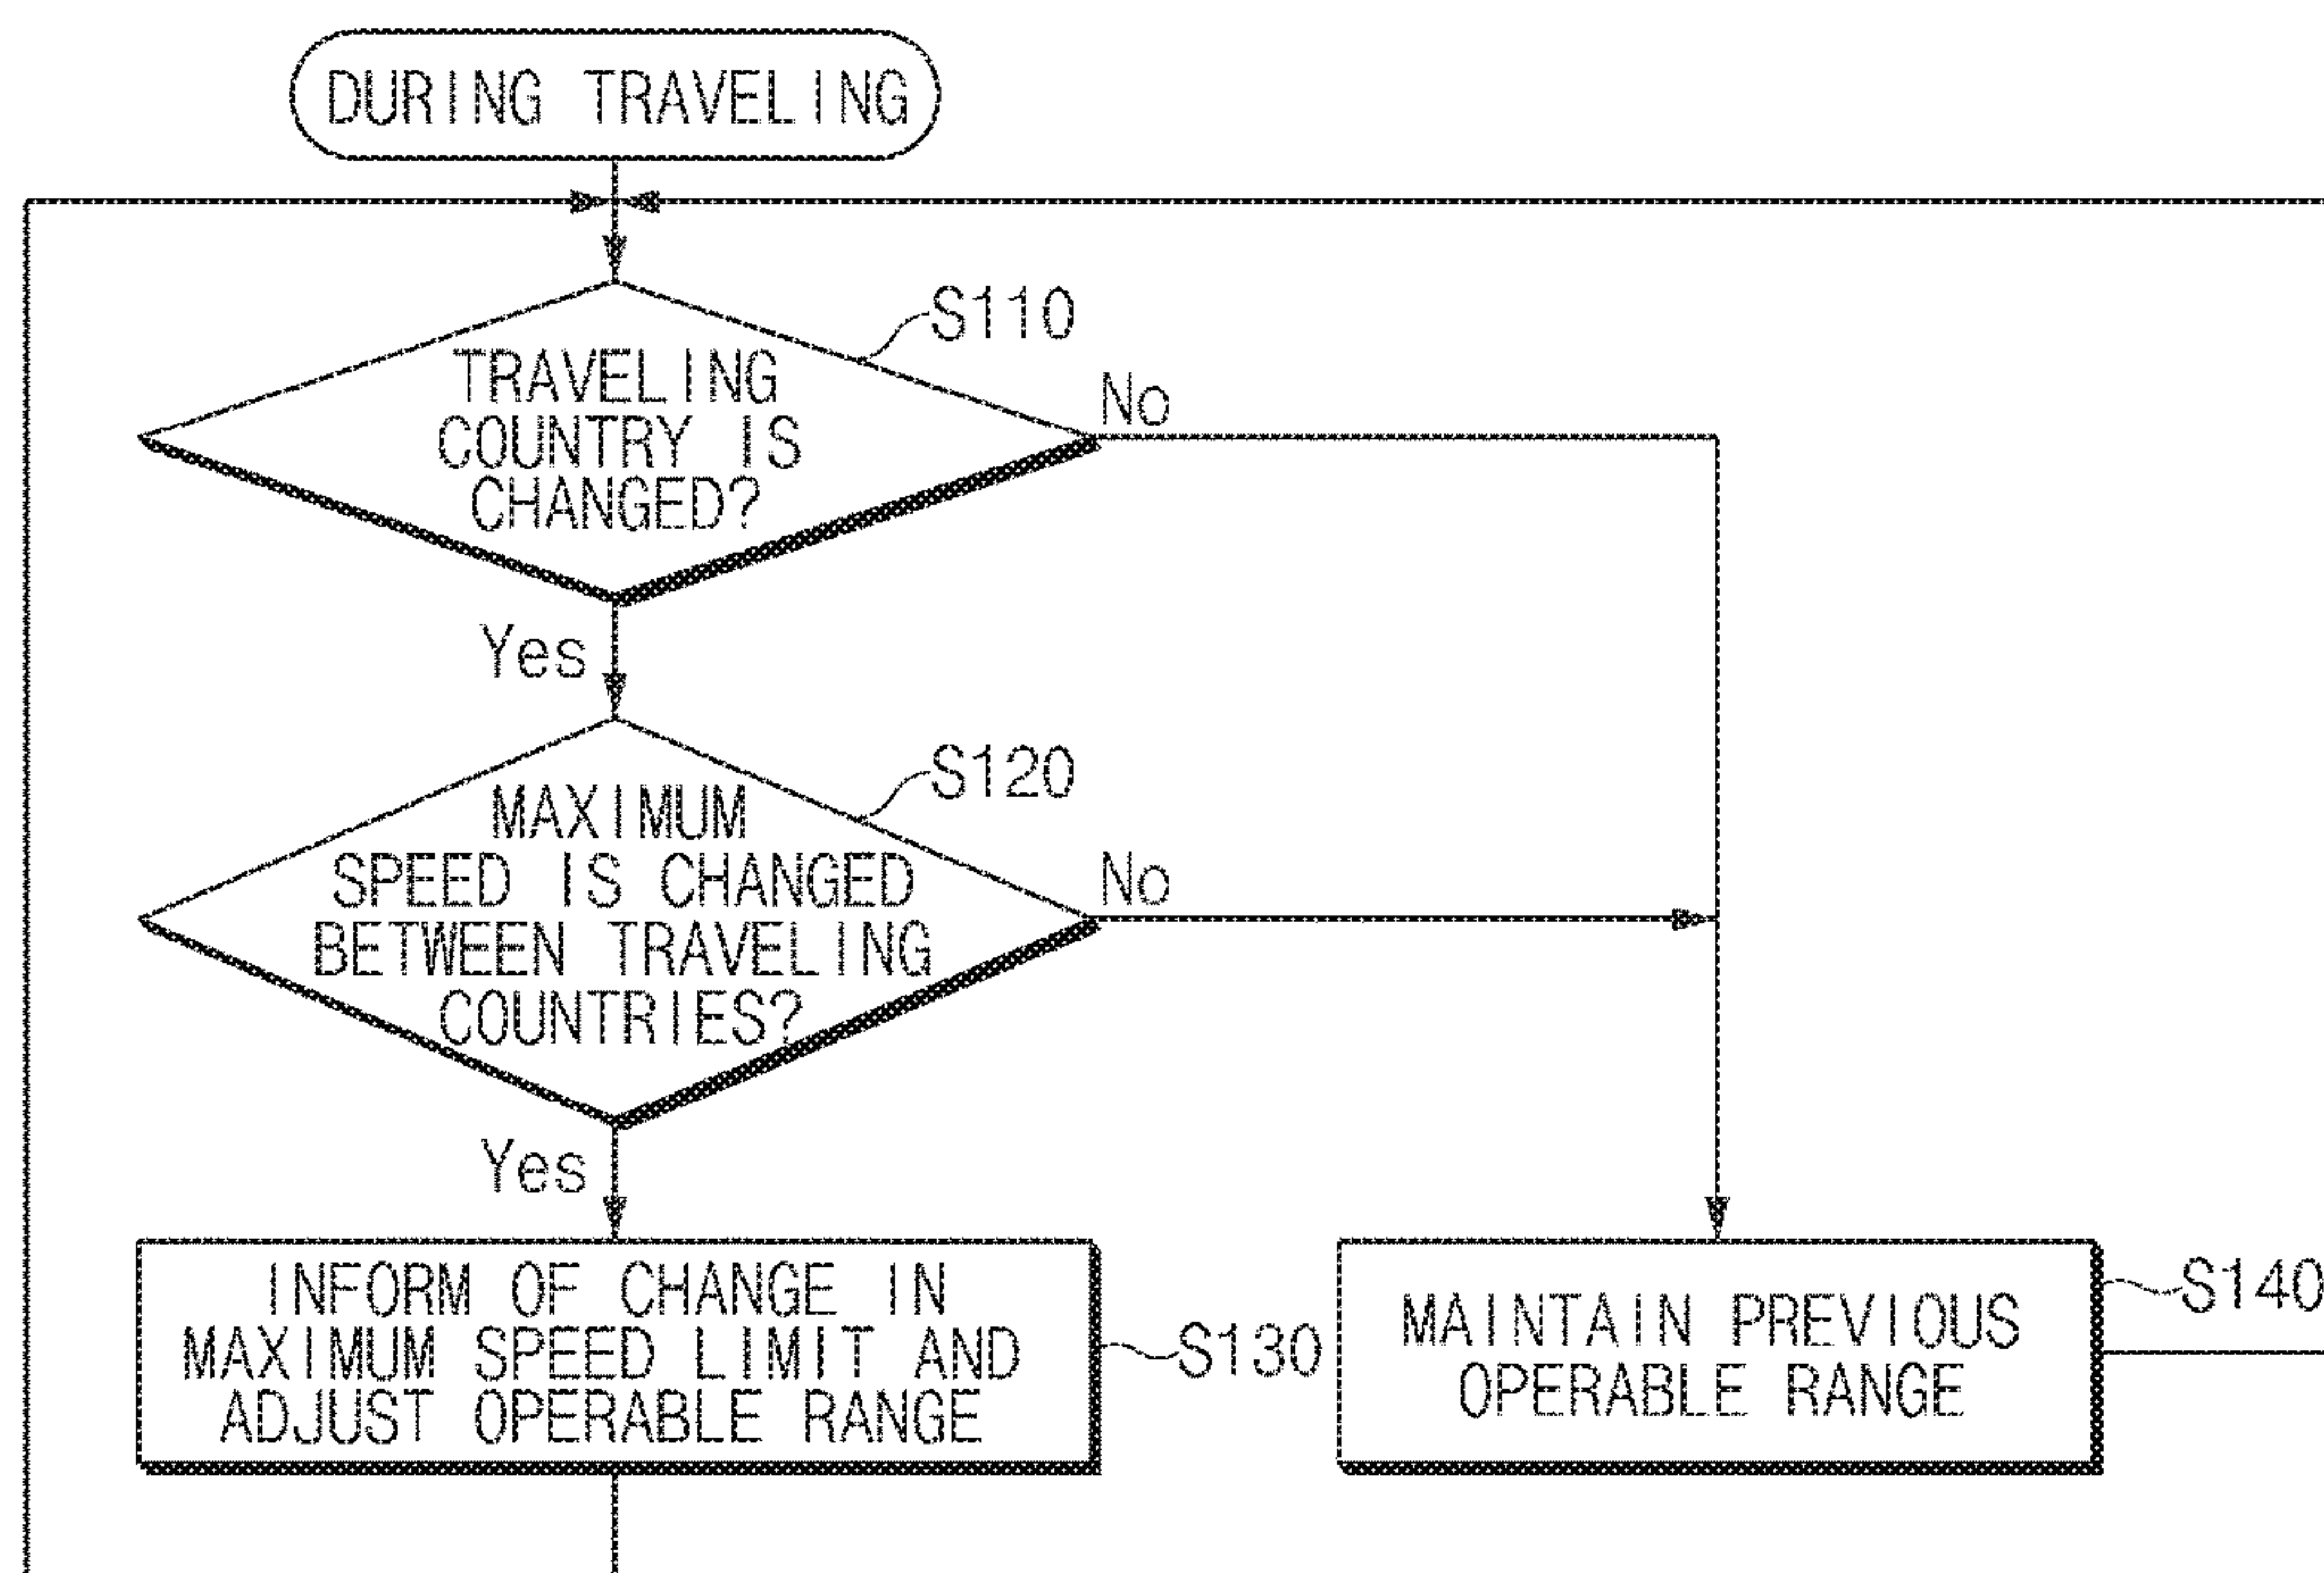 DURING TRAVELING
S110
TRAVELING
COUNTRY IS
CHANGED?
No
Yes
S120
MAXIMUM
SPEED IS CHANGED
BETWEEN TRAVELING
COUNTRIES?
No
Yes
INFORM OF CHANGE IN
MAXIMUM SPEED LIMIT AND
ADJUST OPERABLE RANGE
S130
MAINTAIN PREVIOUS
OPERABLE RANGE
S140